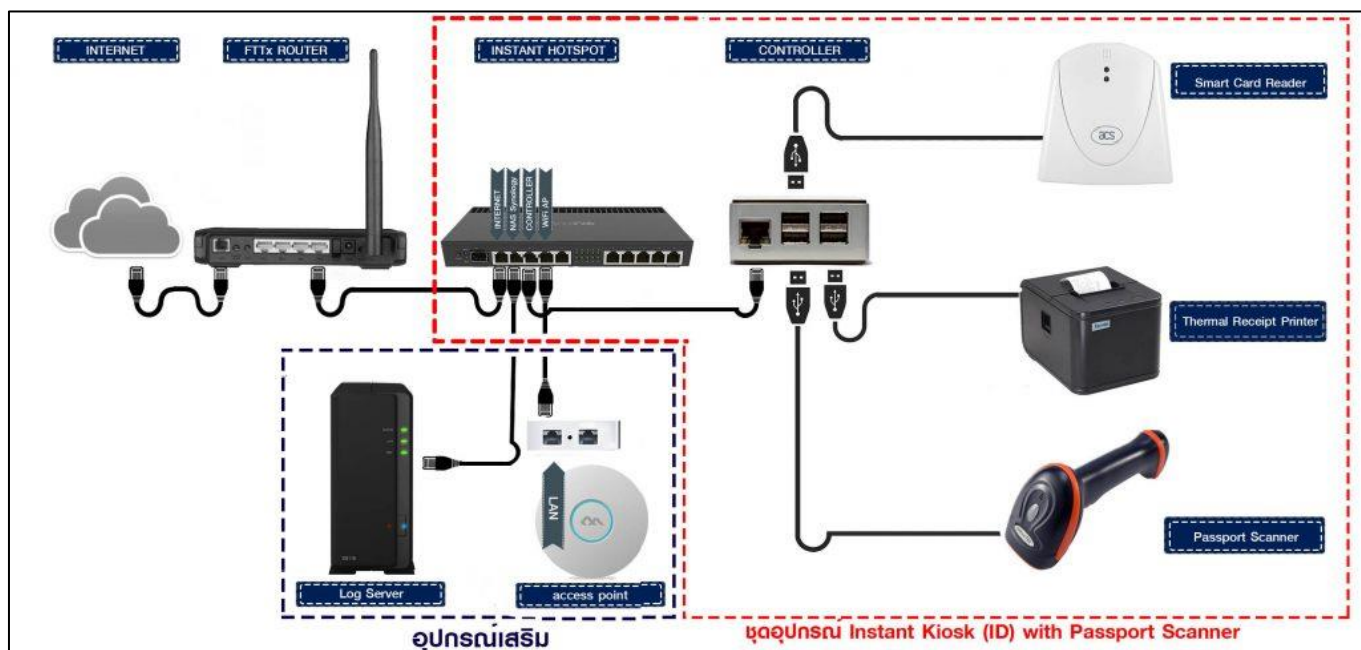 INTERNET
FTTx ROUTER
INSTANT HOTSPOT
CONTROLLER
Smart Card Reader
acs
INTERNET
NAS Synology
CONTROLLER
WIFI AP
Thermal Receipt Printer
LAN
Passport Scanner
Log Server
access point
อุปกรณ์เสริม
ชุดอุปกรณ์ Instant Kiosk (ID) with Passport Scanner